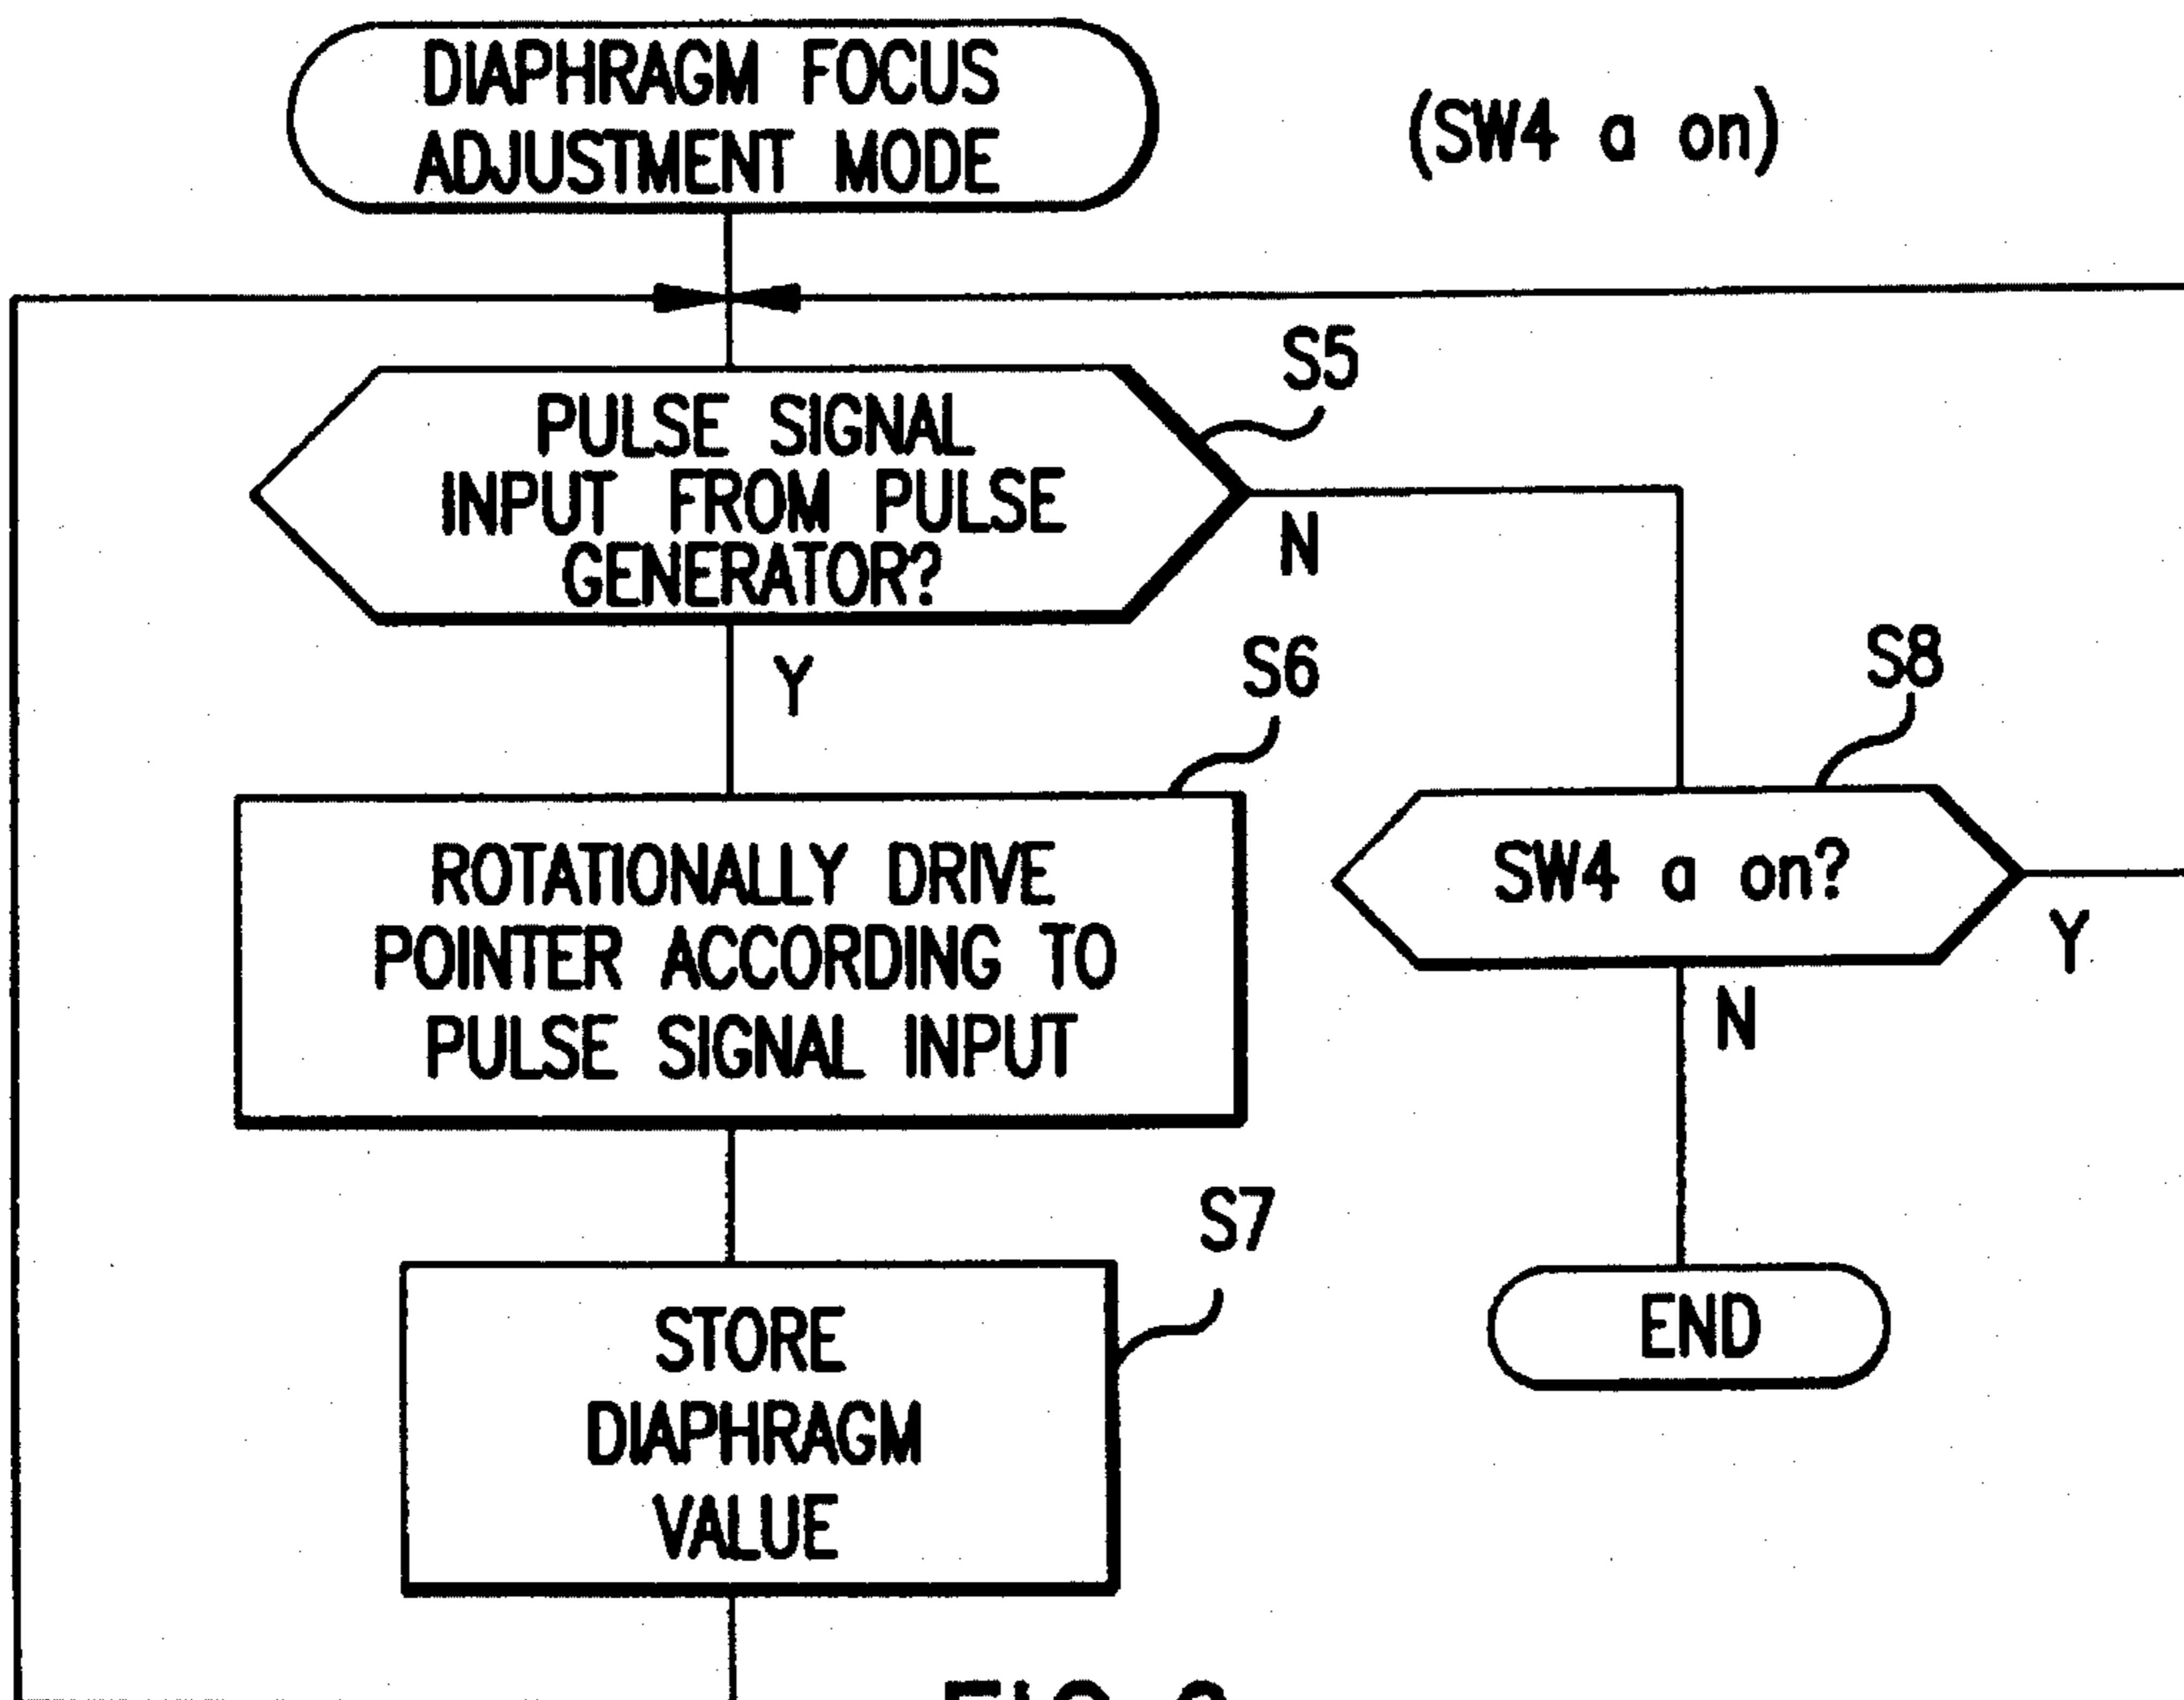 DIAPHRAGM FOCUS
ADJUSTMENT MODE
(SW4 a on)
S5
PULSE SIGNAL
INPUT FROM PULSE
GENERATOR?
N
Y
S6
S8
ROTATIONALLY DRIVE
POINTER ACCORDING TO
PULSE SIGNAL INPUT
SW4 a on?
Y
N
S7
STORE
DIAPHRAGM
VALUE
END